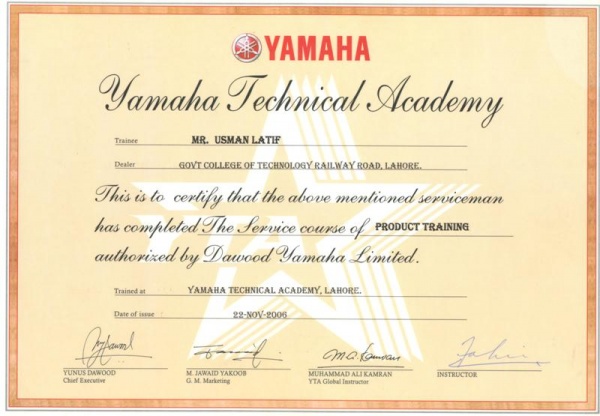 YAMAHA
Yamaha Technical Academy
Trainee MR. USMAN LATIF
Dealer GOVT COLLEGE OF TECHNOLOGY RAILWAY ROAD, LAHORE.
This is to certify that the above mentioned serviceman
has completed The Service course of PRODUCT TRAINING
authorized by Dawood Yamaha Limited.
Trained at YAMAHA TECHNICAL ACADEMY, LAHORE.
Date of issue 22-NOV-2006
YUNUS DAWOOD M. JAWAID YAKOOB MUHAMMAD ALI KAMRAN INSTRUCTOR
Chief Executive G. M. Marketing YTA Global Instructor